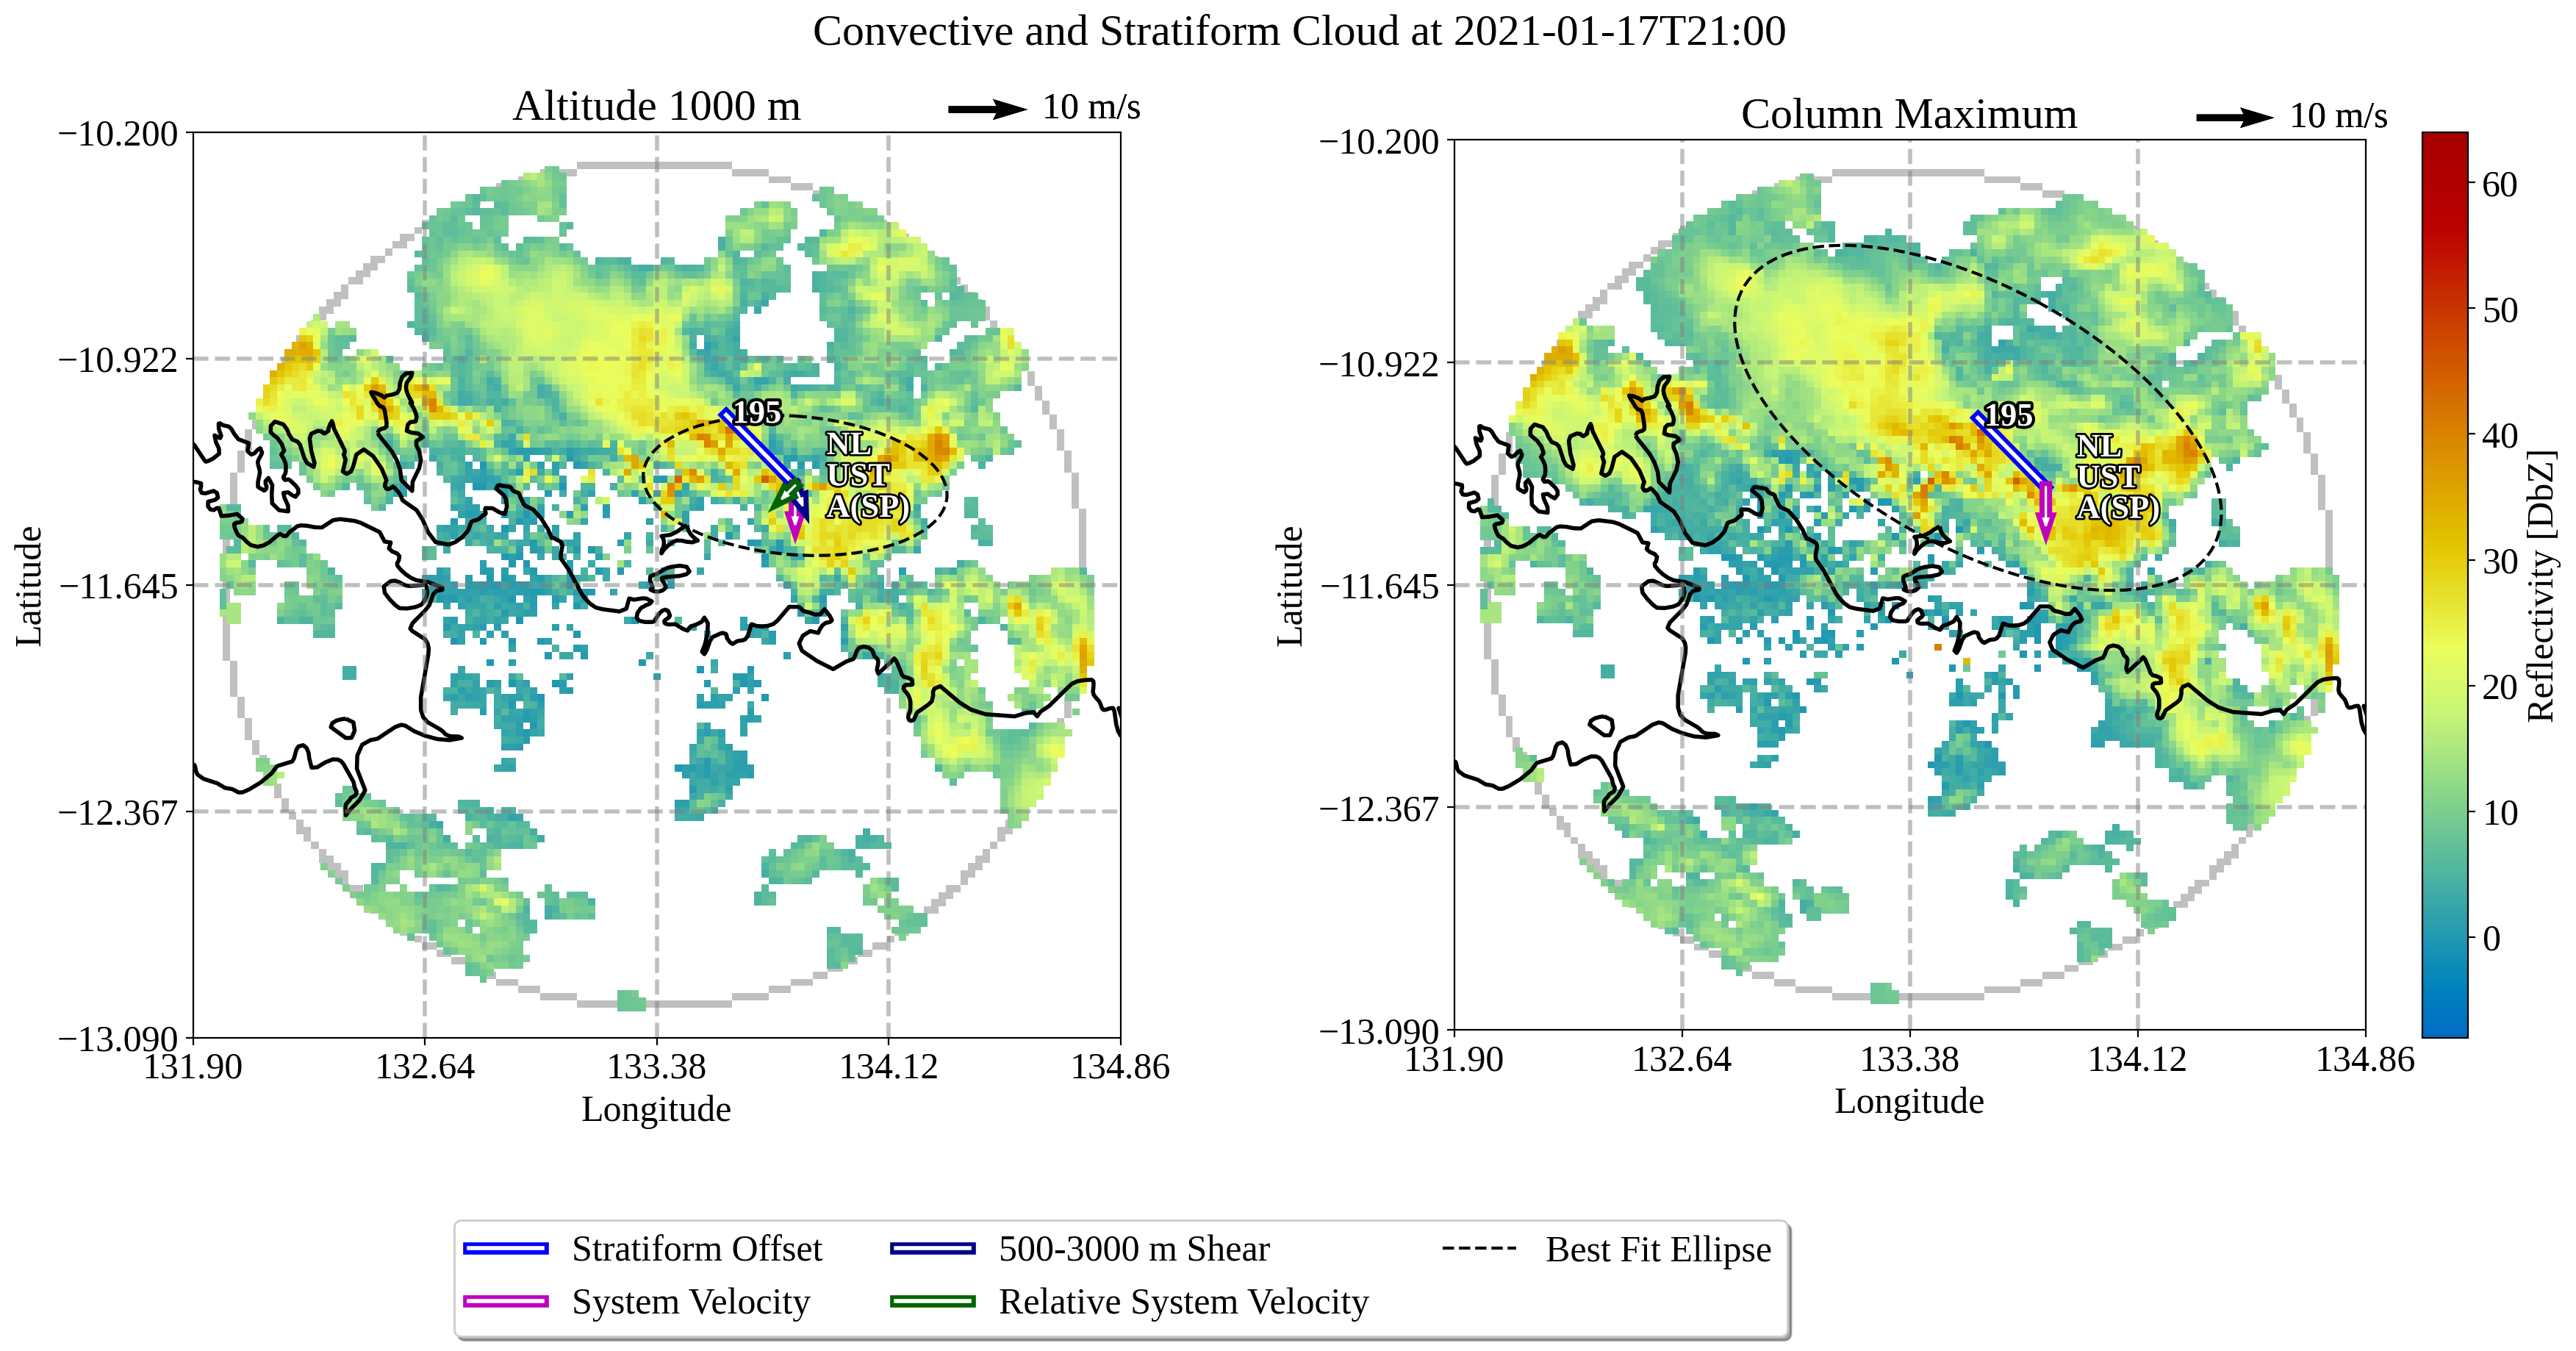 Convective and Stratiform Cloud at 2021-01-17T21:00
Altitude 1000 m
10 m/s
Column Maximum
10 m/s
−10.200
−10.922
−11.645
−12.367
−13.090
Latitude
131.90
132.64
133.38
134.12
134.86
Longitude
195
NL
UST
A(SP)
−10.200
−10.922
−11.645
−12.367
−13.090
Latitude
131.90
132.64
133.38
134.12
134.86
Longitude
195
NL
UST
A(SP)
60
50
40
30
20
10
0
Reflectivity [DbZ]
Stratiform Offset
System Velocity
500-3000 m Shear
Relative System Velocity
Best Fit Ellipse